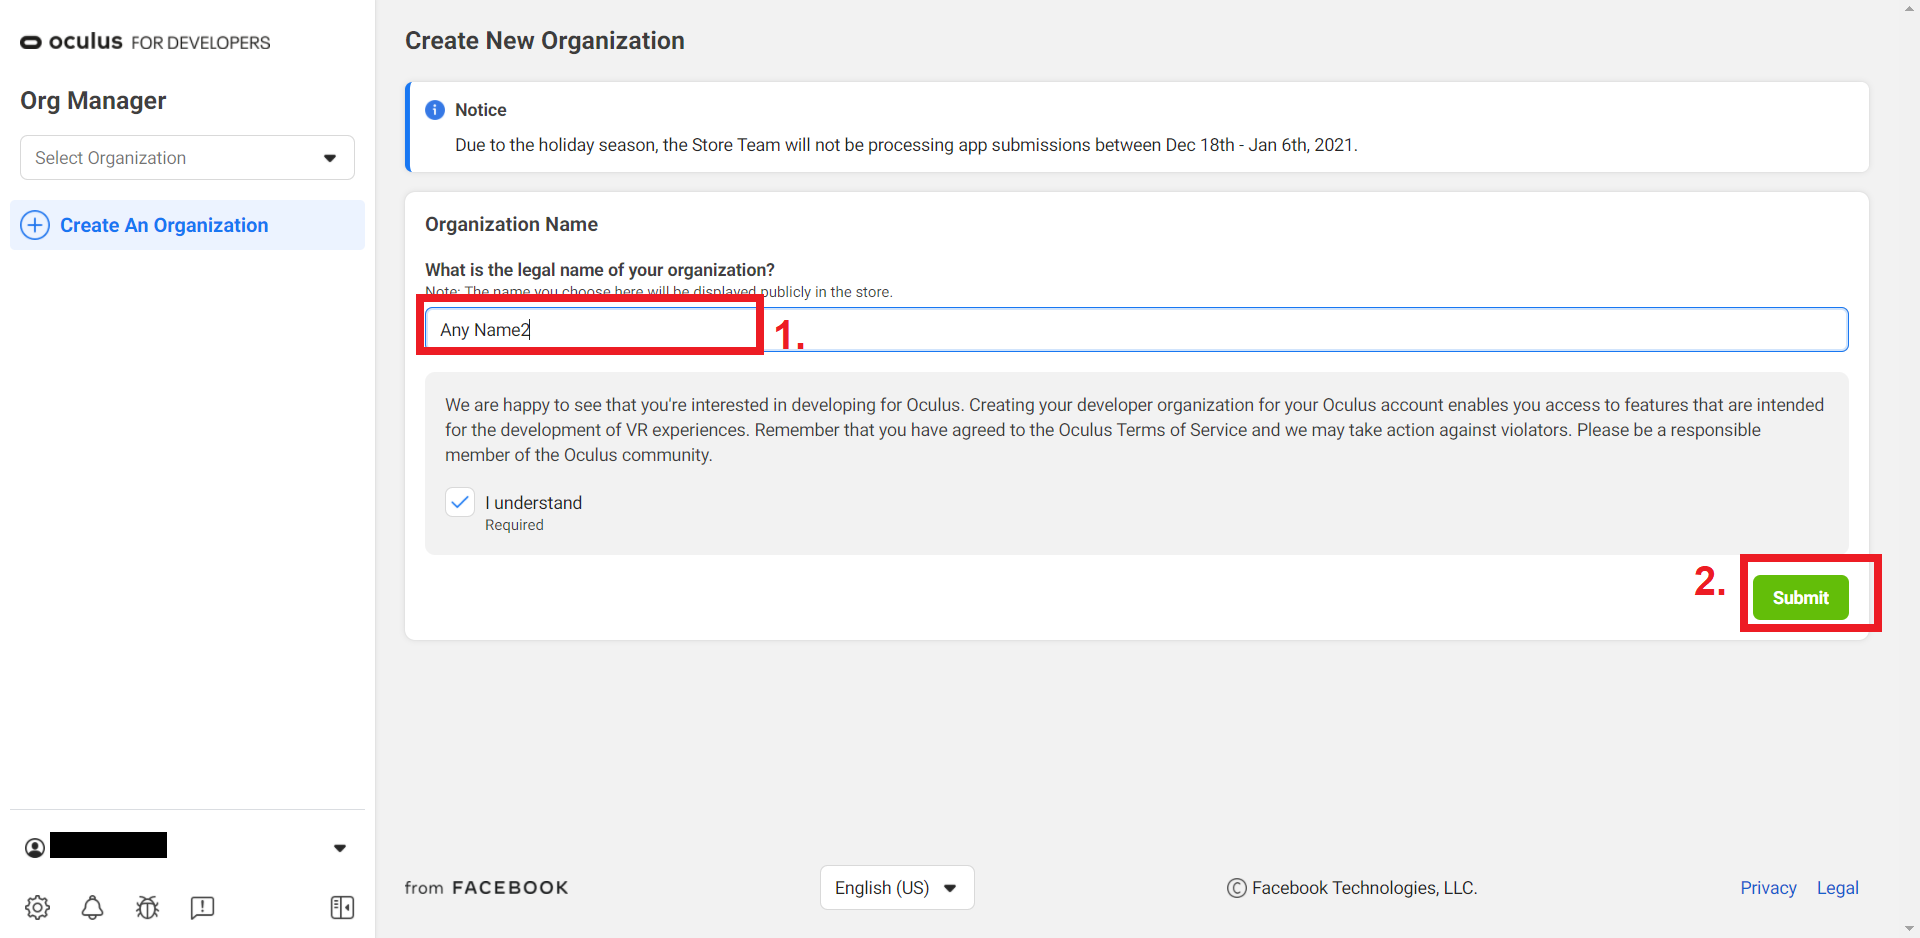 oculus FOR DEVELOPERS
Org Manager
Select Organization
Create An Organization
Create New Organization
Notice
Due to the holiday season, the Store Team will not be processing app submissions between Dec 18th - Jan 6th, 2021.
Organization Name
What is the legal name of your organization?
Note: The name you choose here will be displayed publicly in the store.
Any Name2
1.
We are happy to see that you're interested in developing for Oculus. Creating your developer organization for your Oculus account enables you access to features that are intended
for the development of VR experiences. Remember that you have agreed to the Oculus Terms of Service and we may take action against violators. Please be a responsible
member of the Oculus community.
I understand
Required
2.
Submit
from FACEBOOK
English (US)
© Facebook Technologies, LLC.
Privacy
Legal